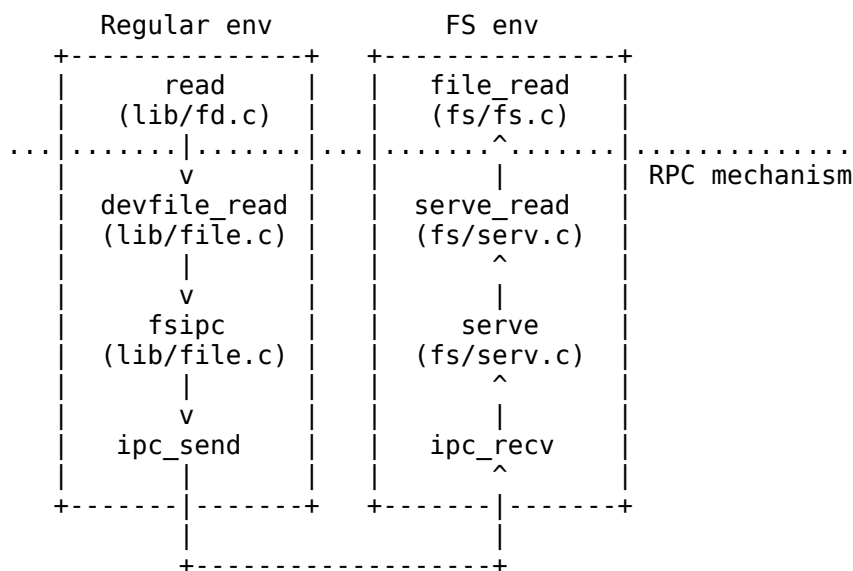 Regular env FS env
read file_read
(lib/fd.c) (fs/fs.c)
RPC mechanism
devfile_read serve_read
(lib/file.c) (fs/serv.c)
fsipc serve
(lib/file.c) (fs/serv.c)
ipc_send ipc_recv